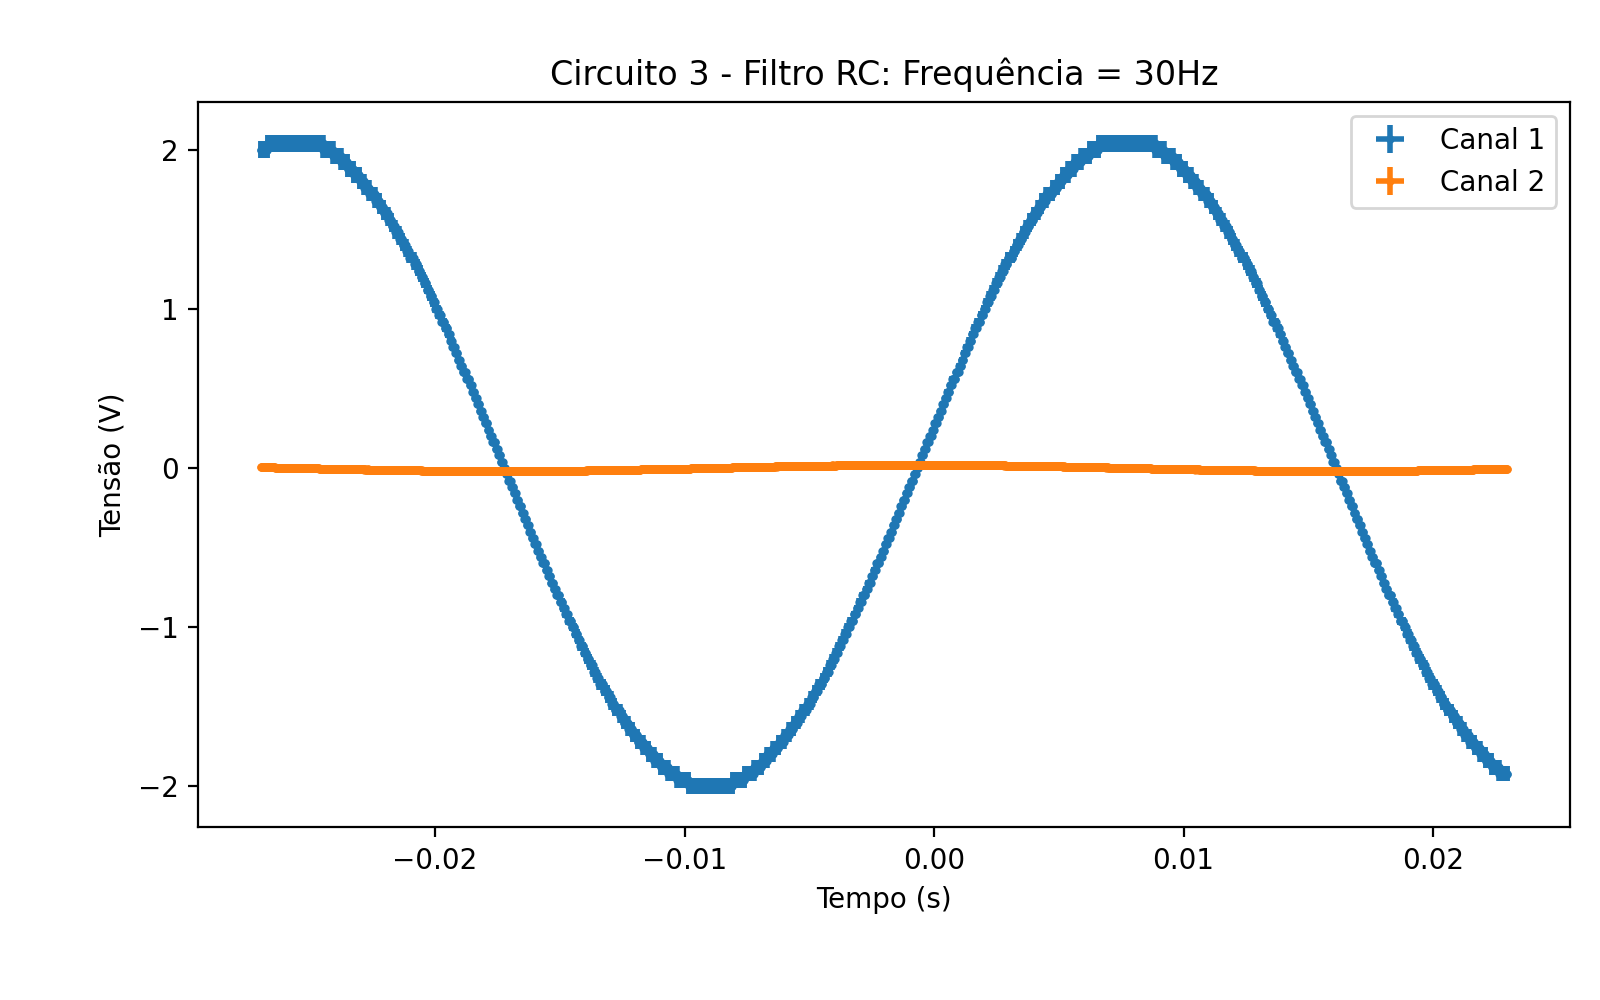 Circuito 3 - Filtro RC: Frequência = 30Hz
Canal 1
Canal 2
Tensão (V)
2
1
0
−1
−2
−0.02 −0.01 0.00 0.01 0.02
Tempo (s)